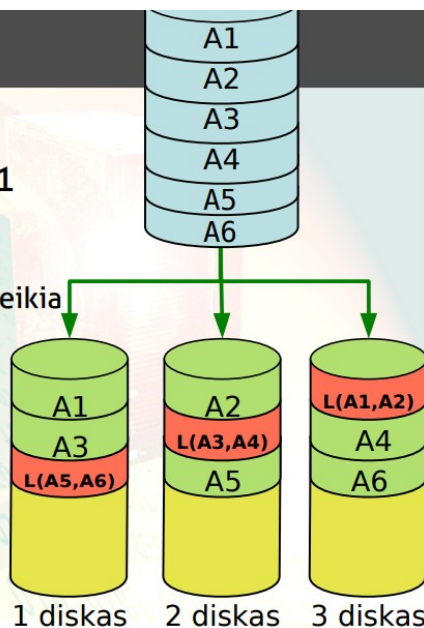 A1
A2
A3
A4
A5
A6
1
eikia
A1
A3
L(A5,A6)
A2
L(A3,A4)
A5
L(A1,A2)
A4
A6
1 diskas
2 diskas
3 diskas